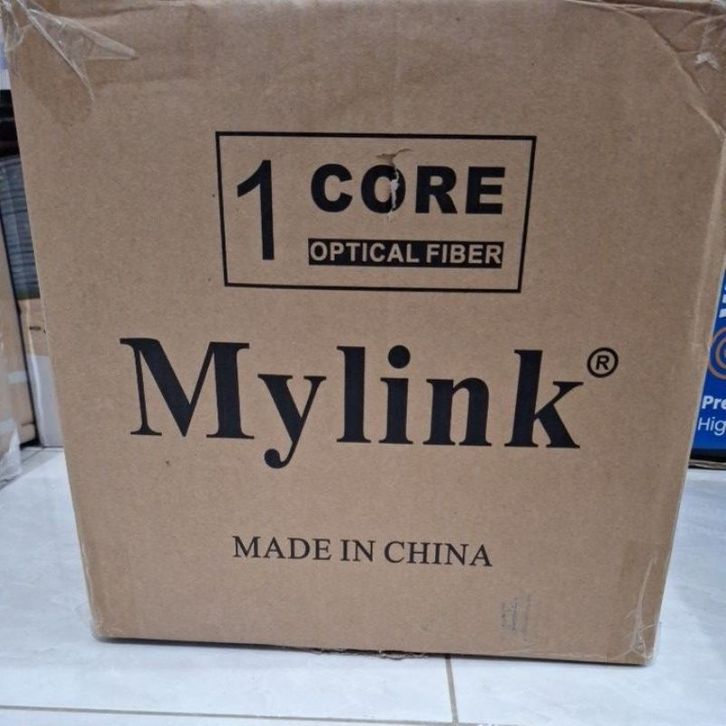 1 CORE
OPTICAL FIBER
Mylink®
MADE IN CHINA